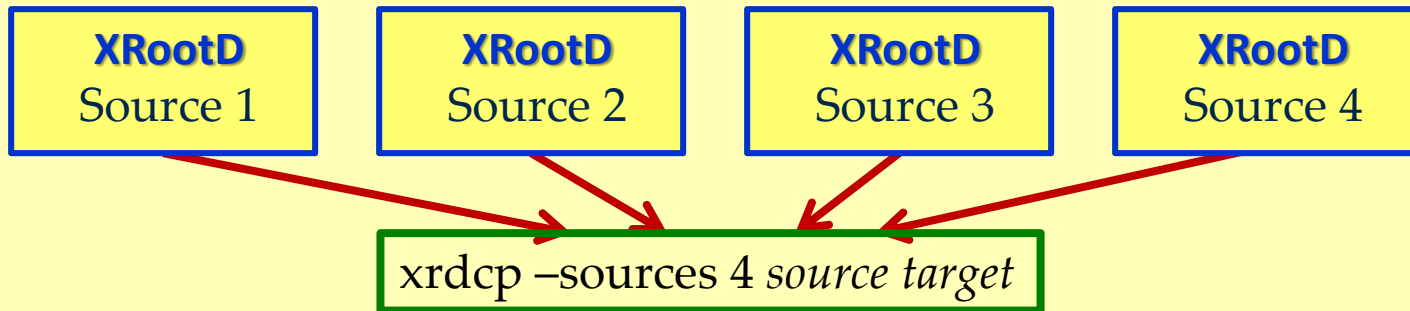 XRootD
Source 1
XRootD
Source 2
XRootD
Source 3
XRootD
Source 4
xrdcp –sources 4 source target